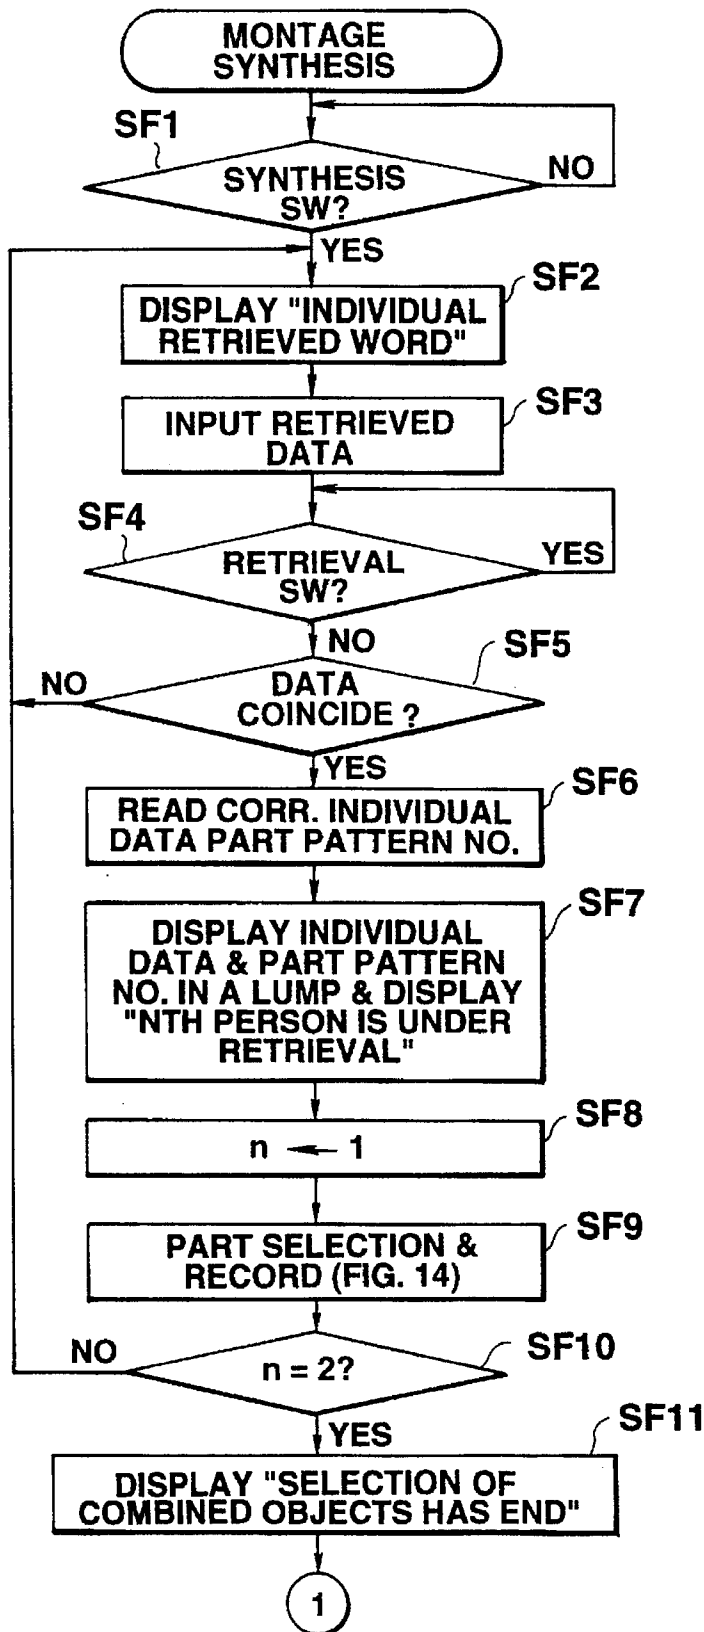 MONTAGE
SYNTHESIS
SF1
SYNTHESIS
SW?
NO
YES
SF2
DISPLAY "INDIVIDUAL
RETRIEVED WORD"
SF3
INPUT RETRIEVED
DATA
SF4
RETRIEVAL
SW?
YES
NO
SF5
DATA
COINCIDE ?
NO
YES
SF6
READ CORR. INDIVIDUAL
DATA PART PATTERN NO.
SF7
DISPLAY INDIVIDUAL
DATA & PART PATTERN
NO. IN A LUMP & DISPLAY
"NTH PERSON IS UNDER
RETRIEVAL"
SF8
n ← 1
SF9
PART SELECTION &
RECORD (FIG. 14)
SF10
n = 2?
NO
YES
SF11
DISPLAY "SELECTION OF
COMBINED OBJECTS HAS END"
1